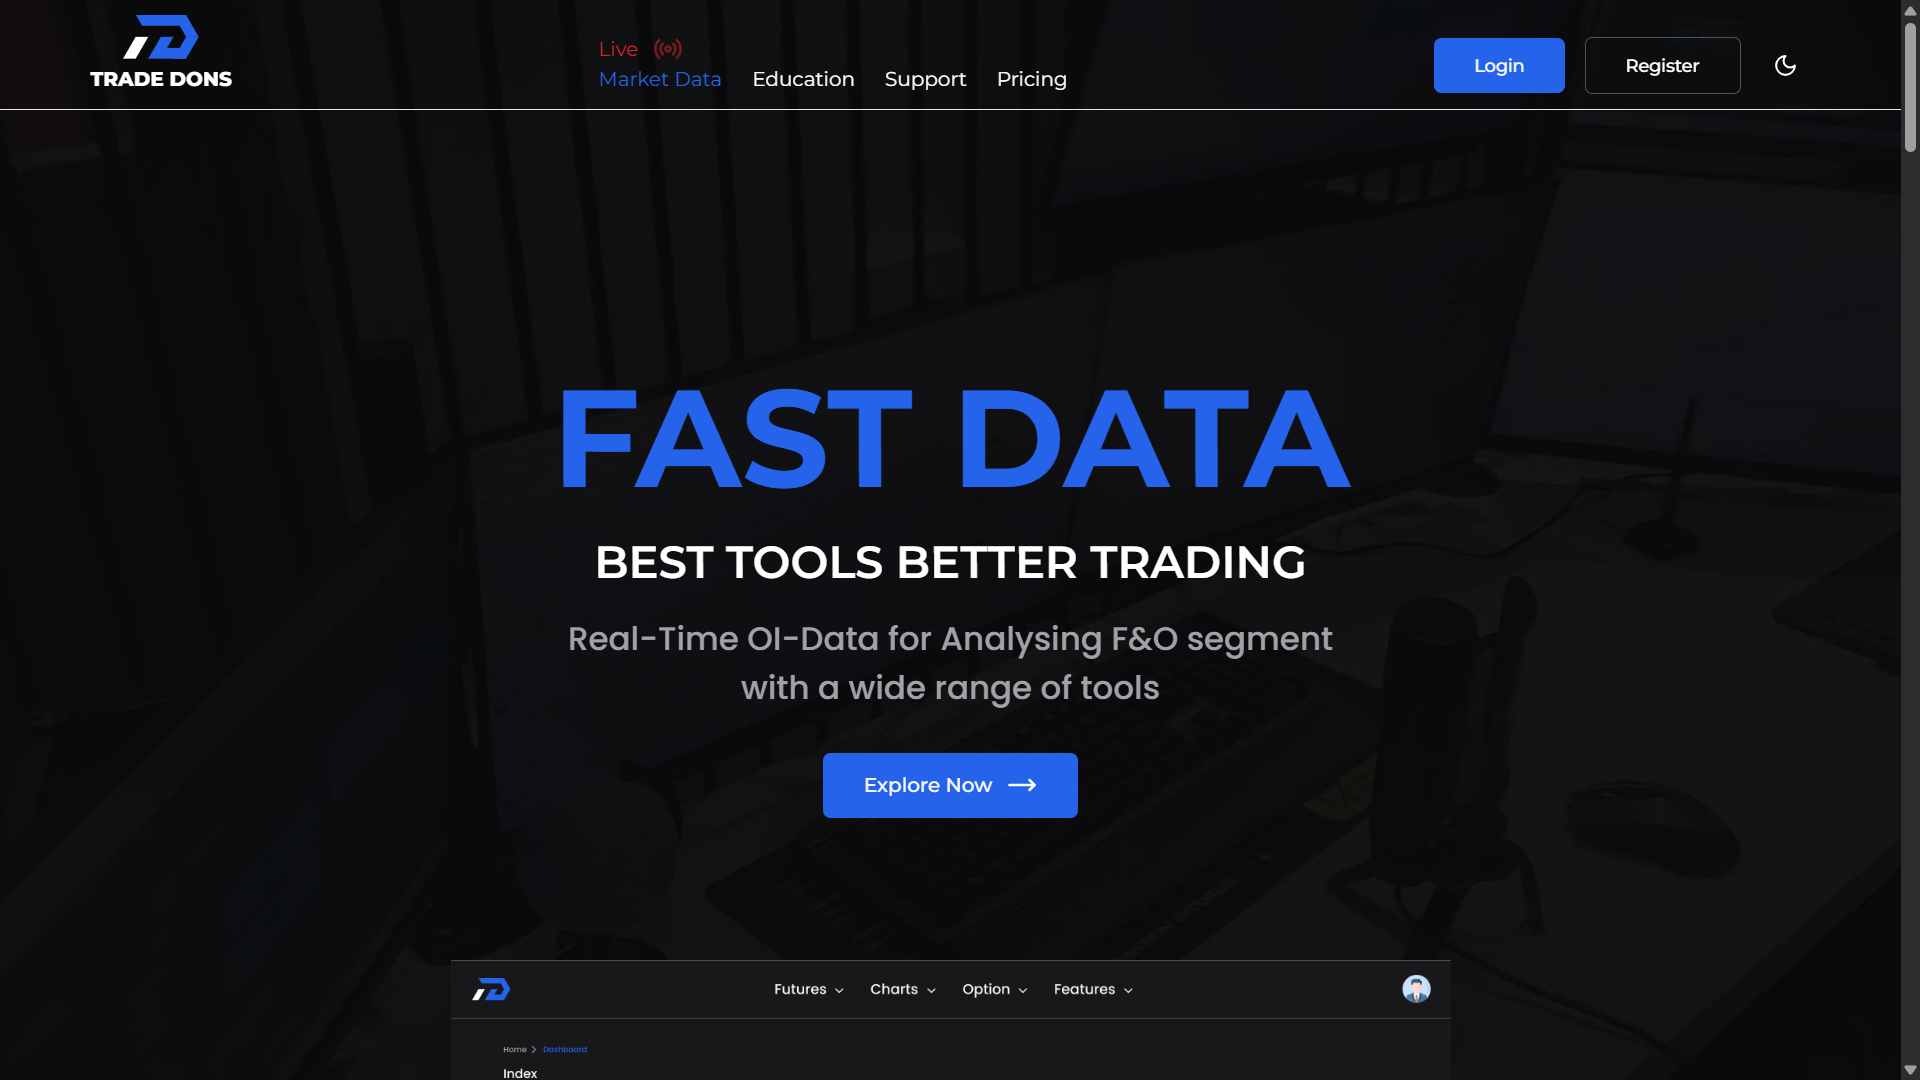 TRADE DONS
Live
Market Data
Education
Support
Pricing
Login
Register
FAST DATA
BEST TOOLS BETTER TRADING
Real-Time OI-Data for Analysing F&O segment
with a wide range of tools
Explore Now
Futures
Charts
Option
Features
Home
Dashboard
Index